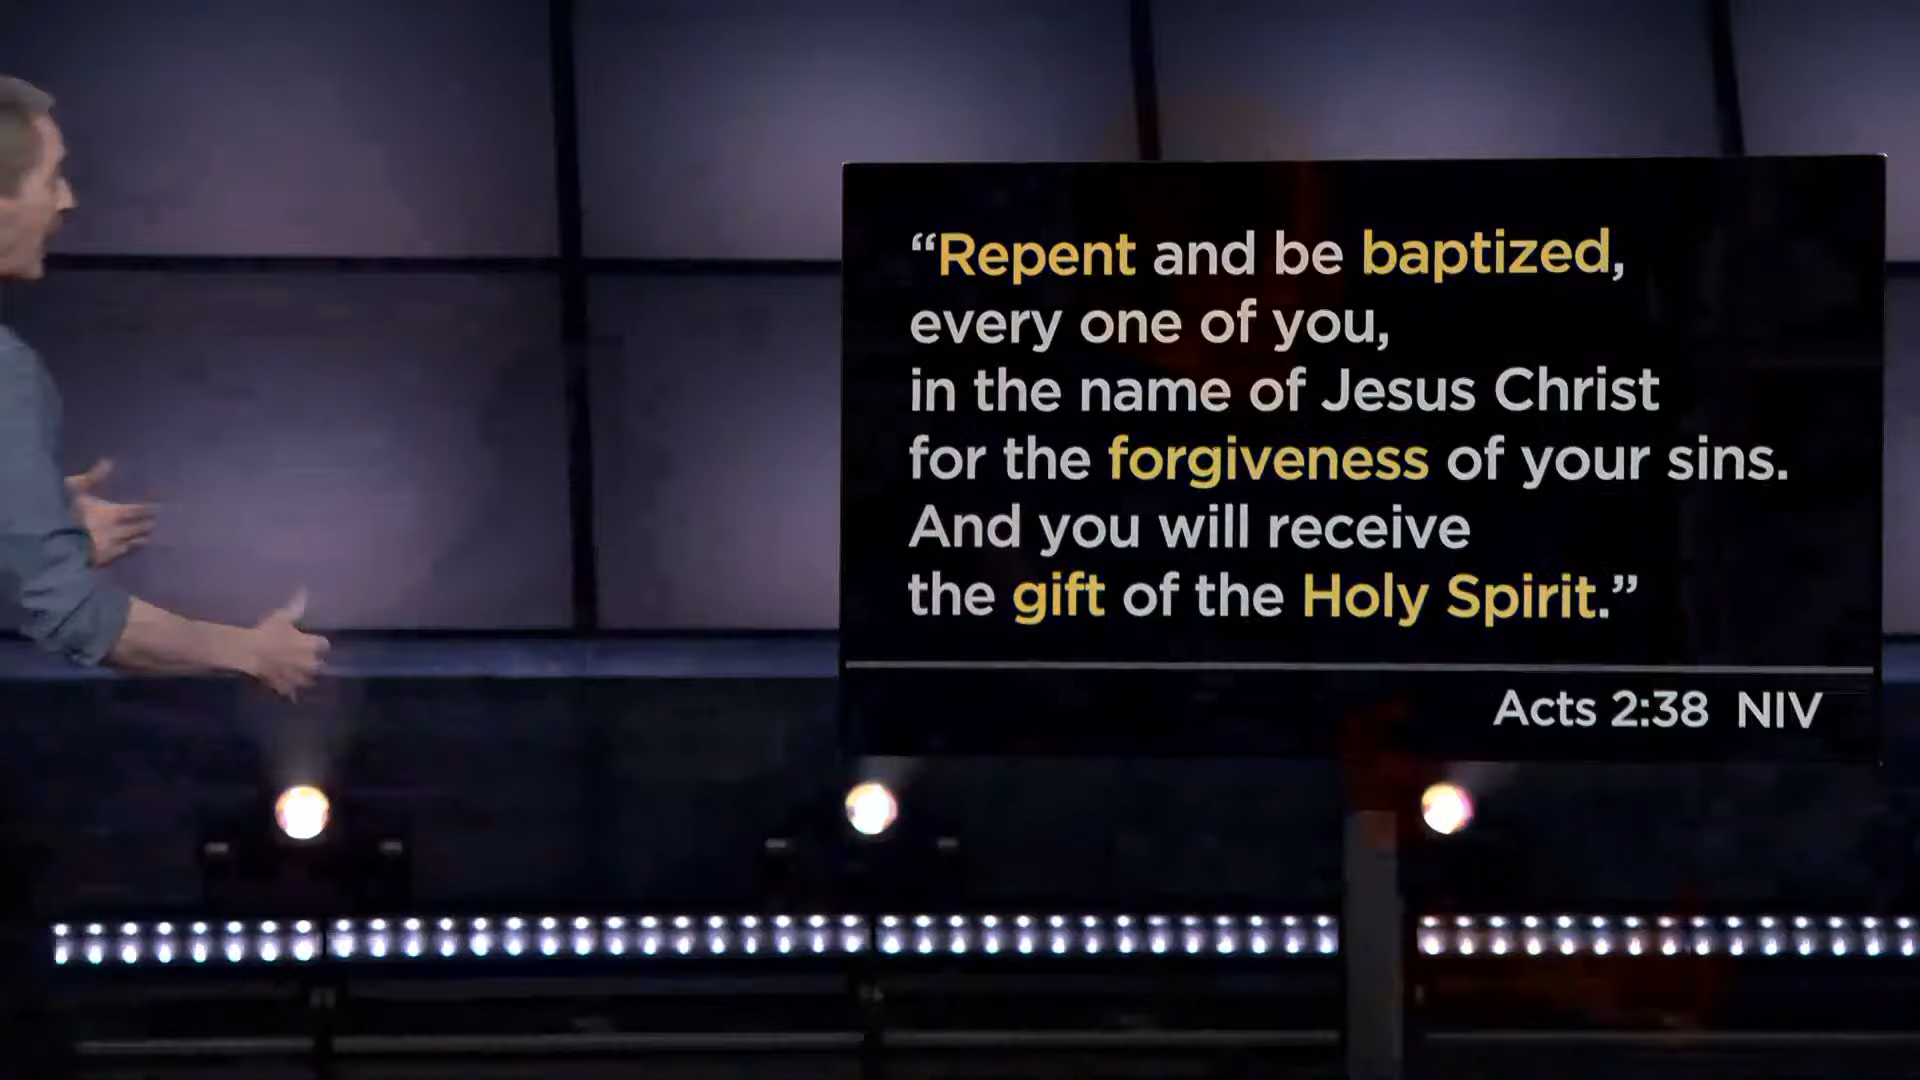 “Repent and be baptized,
every one of you,
in the name of Jesus Christ
for the forgiveness of your sins.
And you will receive
the gift of the Holy Spirit.”
Acts 2:38 NIV